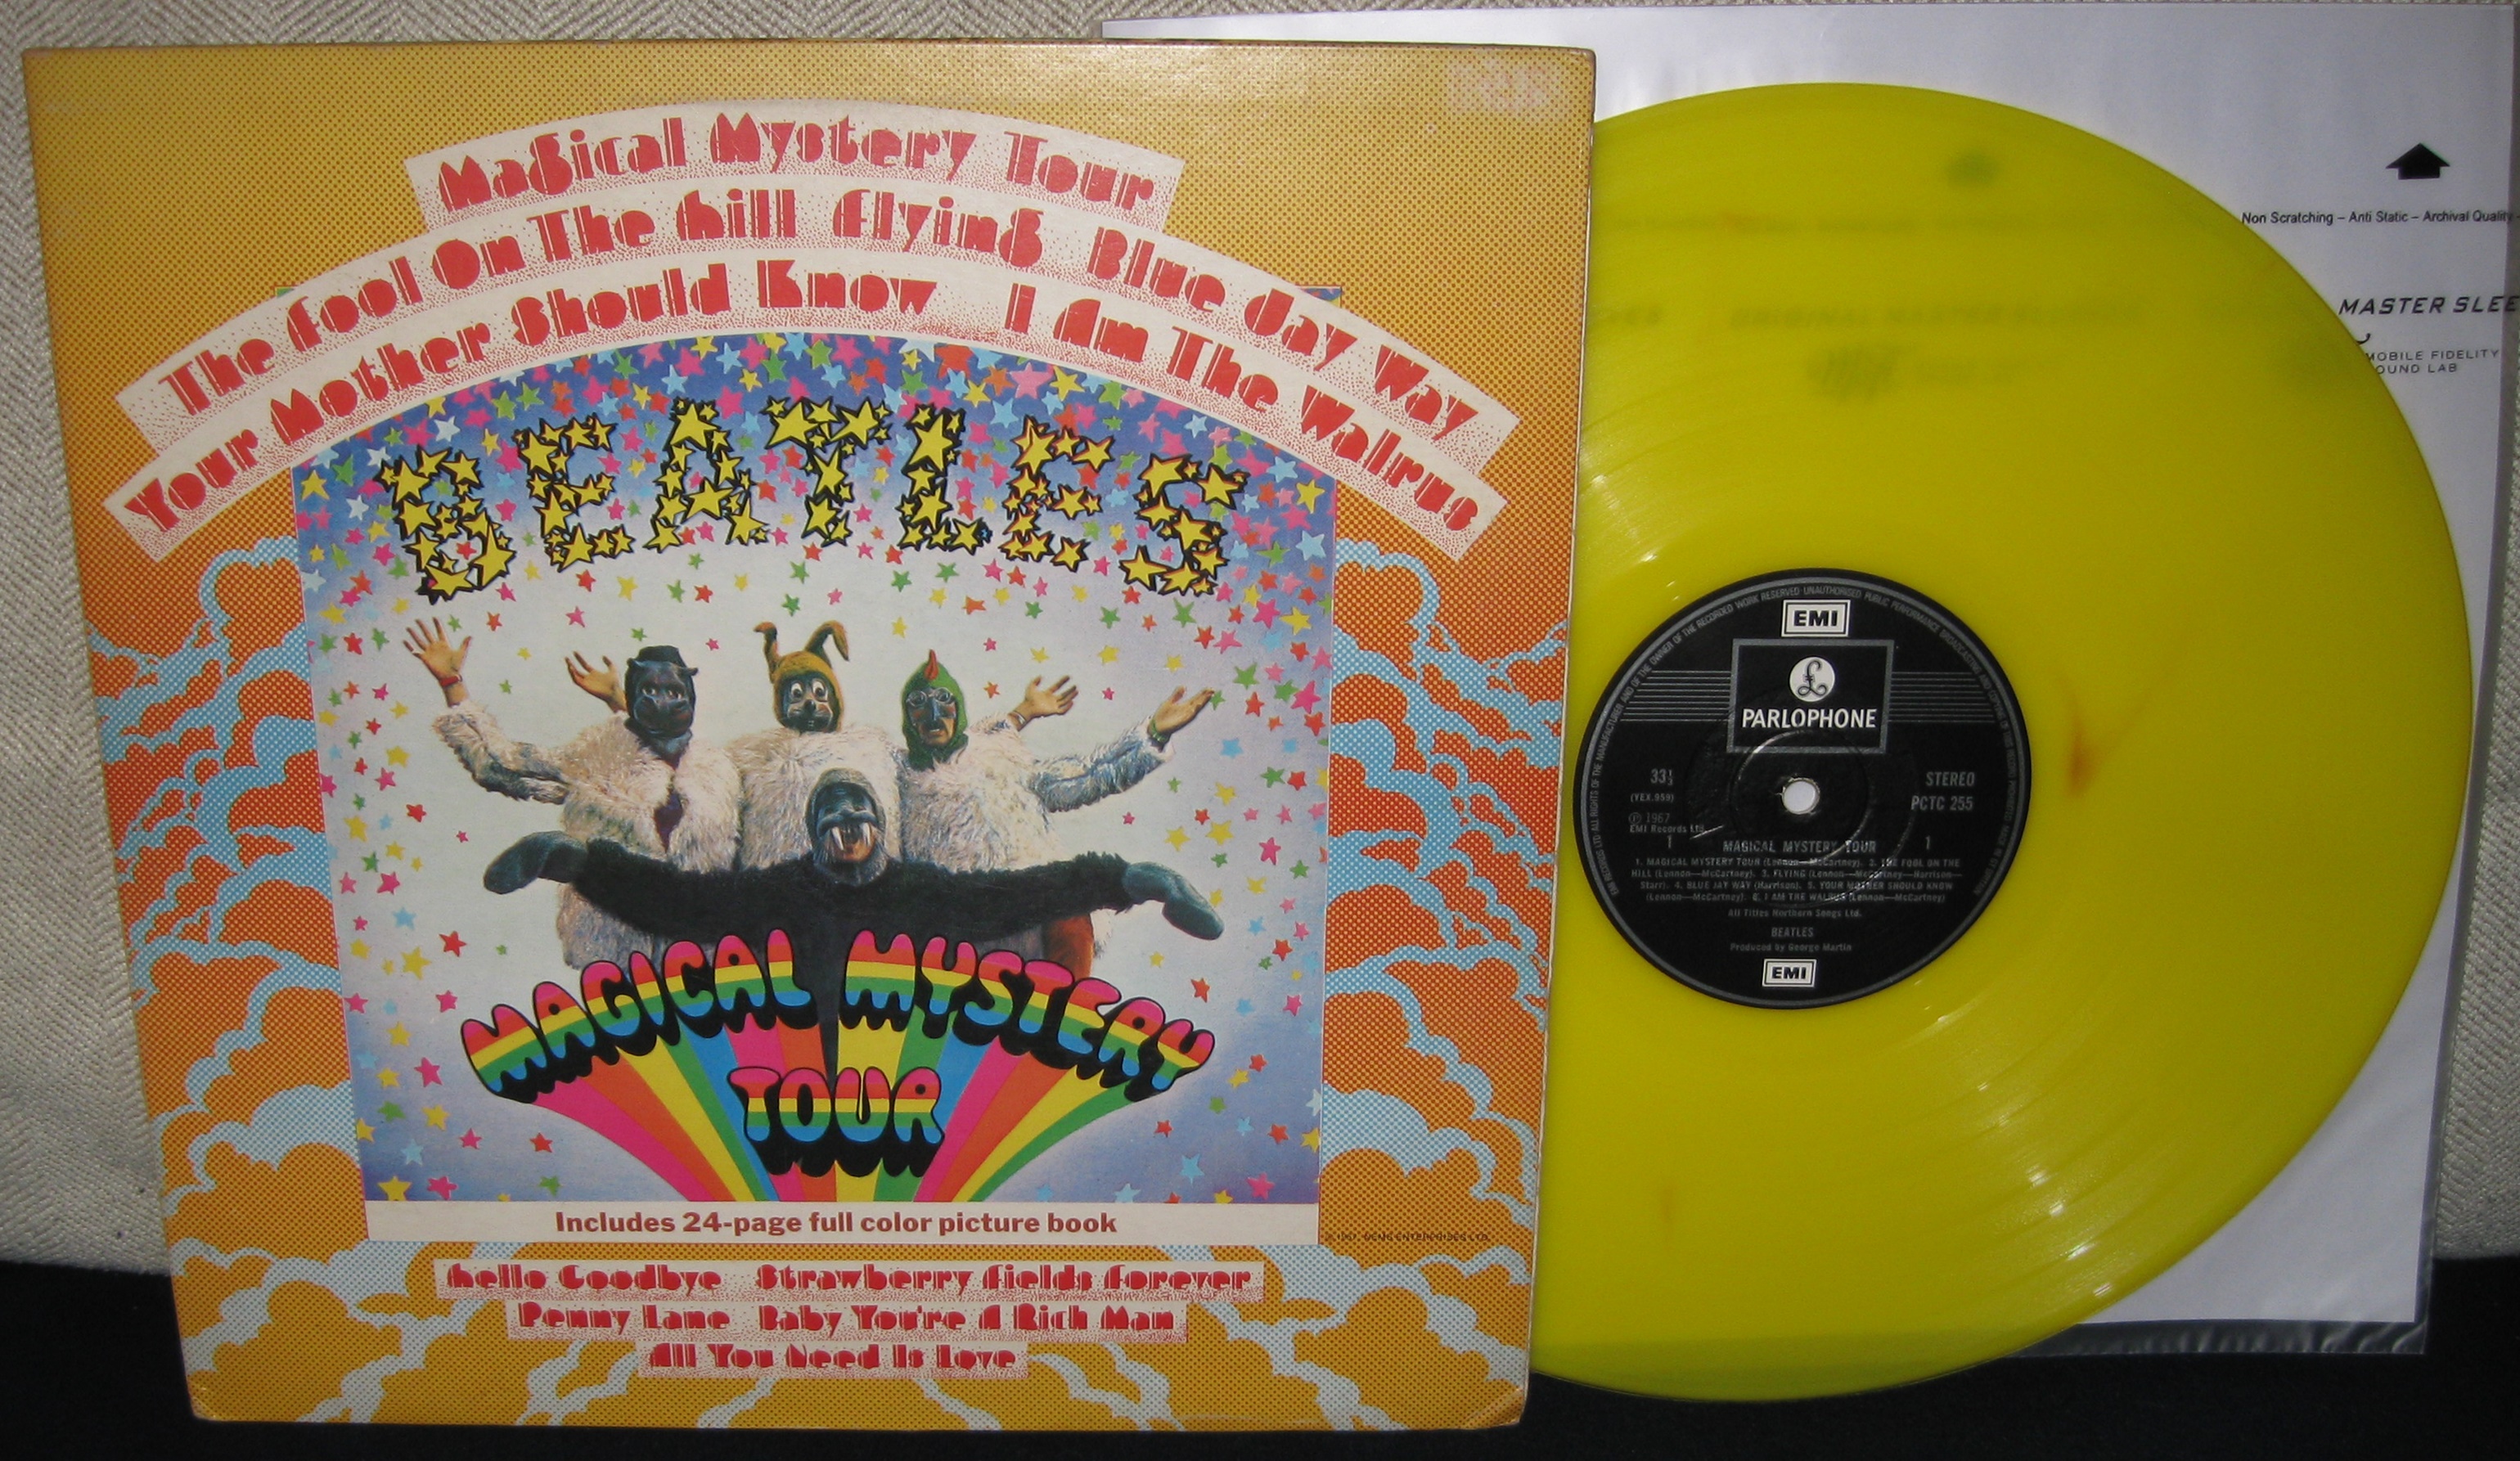 Magical Mystery Tour
The Fool On The Hill Flying Blue Jay Way
Your Mother Should Know I Am The Walrus
BEATLES
MAGICAL MYSTERY
TOUR
Includes 24-page full color picture book
Hello Goodbye Strawberry Fields Forever
Penny Lane Baby You're A Rich Man
All You Need Is Love
Non Scratching – Anti Static – Archival Quality
MASTER SLEE
MOBILE FIDELITY
OUND LAB
EMI
£
PARLOPHONE
33⅓
STEREO
(YEX.959)
PCTC 255
℗ 1967
EMI Records Ltd.
1 MAGICAL MYSTERY TOUR 1
1. MAGICAL MYSTERY TOUR (Lennon—McCartney). 2. THE FOOL ON THE
HILL (Lennon—McCartney). 3. FLYING (Lennon—McCartney—Harrison—
Starr). 4. BLUE JAY WAY (Harrison). 5. YOUR MOTHER SHOULD KNOW
(Lennon—McCartney). 6. I AM THE WALRUS (Lennon—McCartney)
All Titles Northern Songs Ltd.
BEATLES
Produced by George Martin
EMI